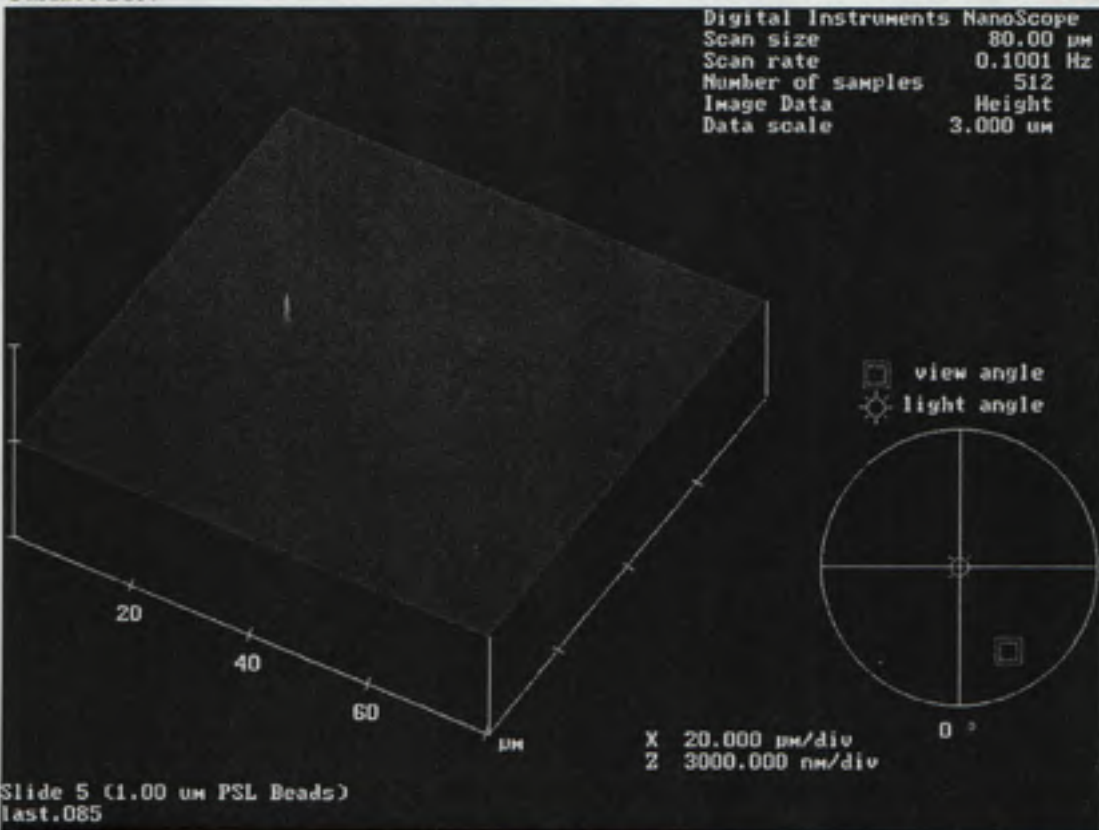 Digital Instruments NanoScope
Scan size 80.00 µm
Scan rate 0.1001 Hz
Number of samples 512
Image Data Height
Data scale 3.000 um
view angle
light angle
20
40
60
µm
X 20.000 µm/div
Z 3000.000 nm/div
0 °
Slide 5 (1.00 um PSL Beads)
last.085